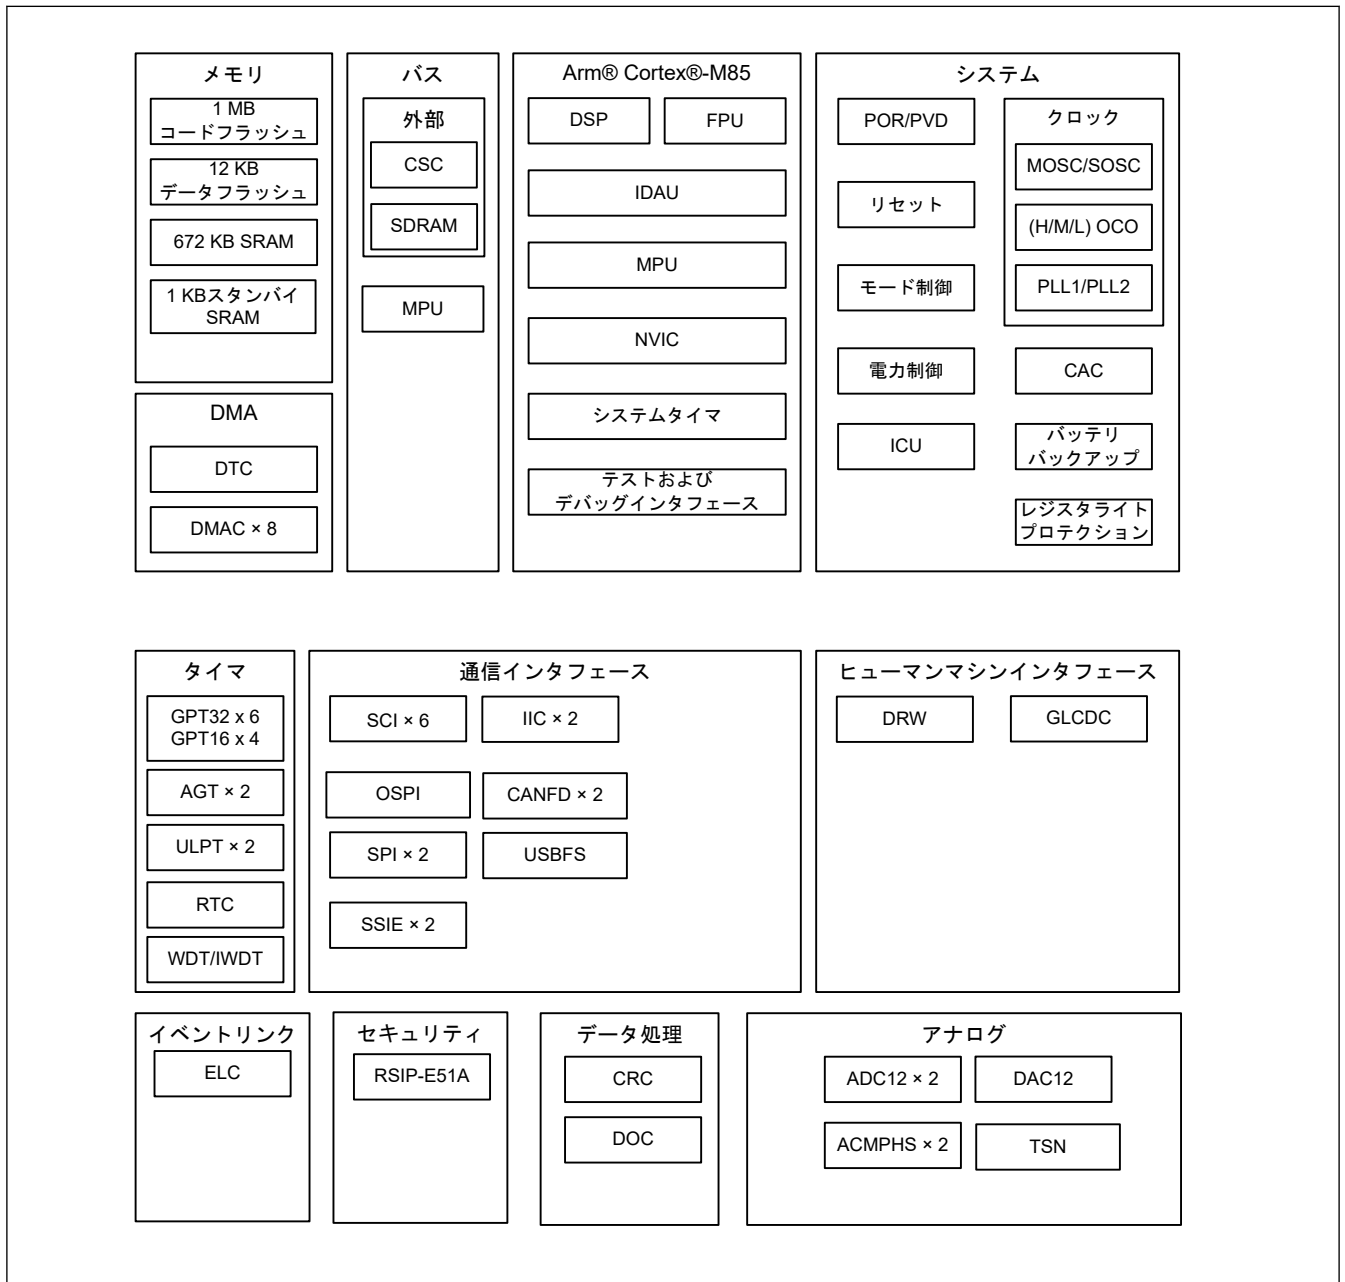 メモリ
1 MB
コードフラッシュ
12 KB
データフラッシュ
672 KB SRAM
1 KBスタンバイ
SRAM
DMA
DTC
DMAC × 8
バス
外部
CSC
SDRAM
MPU
Arm® Cortex®-M85
DSP
FPU
IDAU
MPU
NVIC
システムタイマ
テストおよび
デバッグインタフェース
システム
POR/PVD
リセット
モード制御
電力制御
ICU
クロック
MOSC/SOSC
(H/M/L) OCO
PLL1/PLL2
CAC
バッテリ
バックアップ
レジスタライト
プロテクション
タイマ
GPT32 x 6
GPT16 x 4
AGT × 2
ULPT × 2
RTC
WDT/IWDT
通信インタフェース
SCI × 6
IIC × 2
OSPI
CANFD × 2
SPI × 2
USBFS
SSIE × 2
ヒューマンマシンインタフェース
DRW
GLCDC
イベントリンク
ELC
セキュリティ
RSIP-E51A
データ処理
CRC
DOC
アナログ
ADC12 × 2
DAC12
ACMPHS × 2
TSN